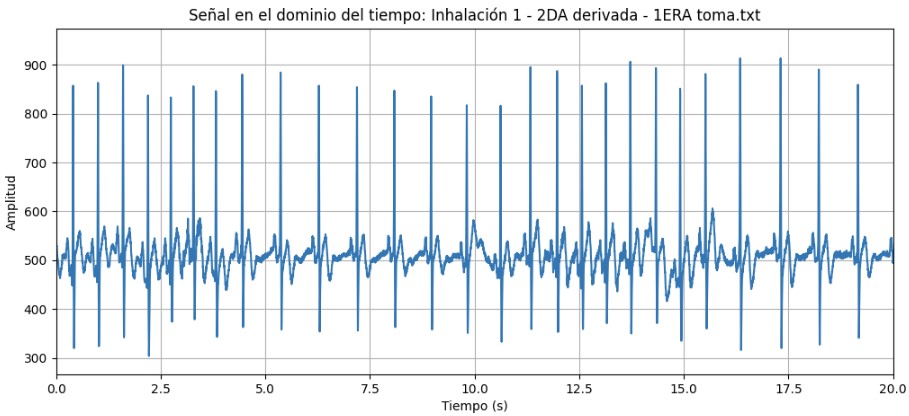 Señal en el dominio del tiempo: Inhalación 1 - 2DA derivada - 1ERA toma.txt
900
800
700
600
500
400
300
Amplitud
0.0 2.5 5.0 7.5 10.0 12.5 15.0 17.5 20.0
Tiempo (s)